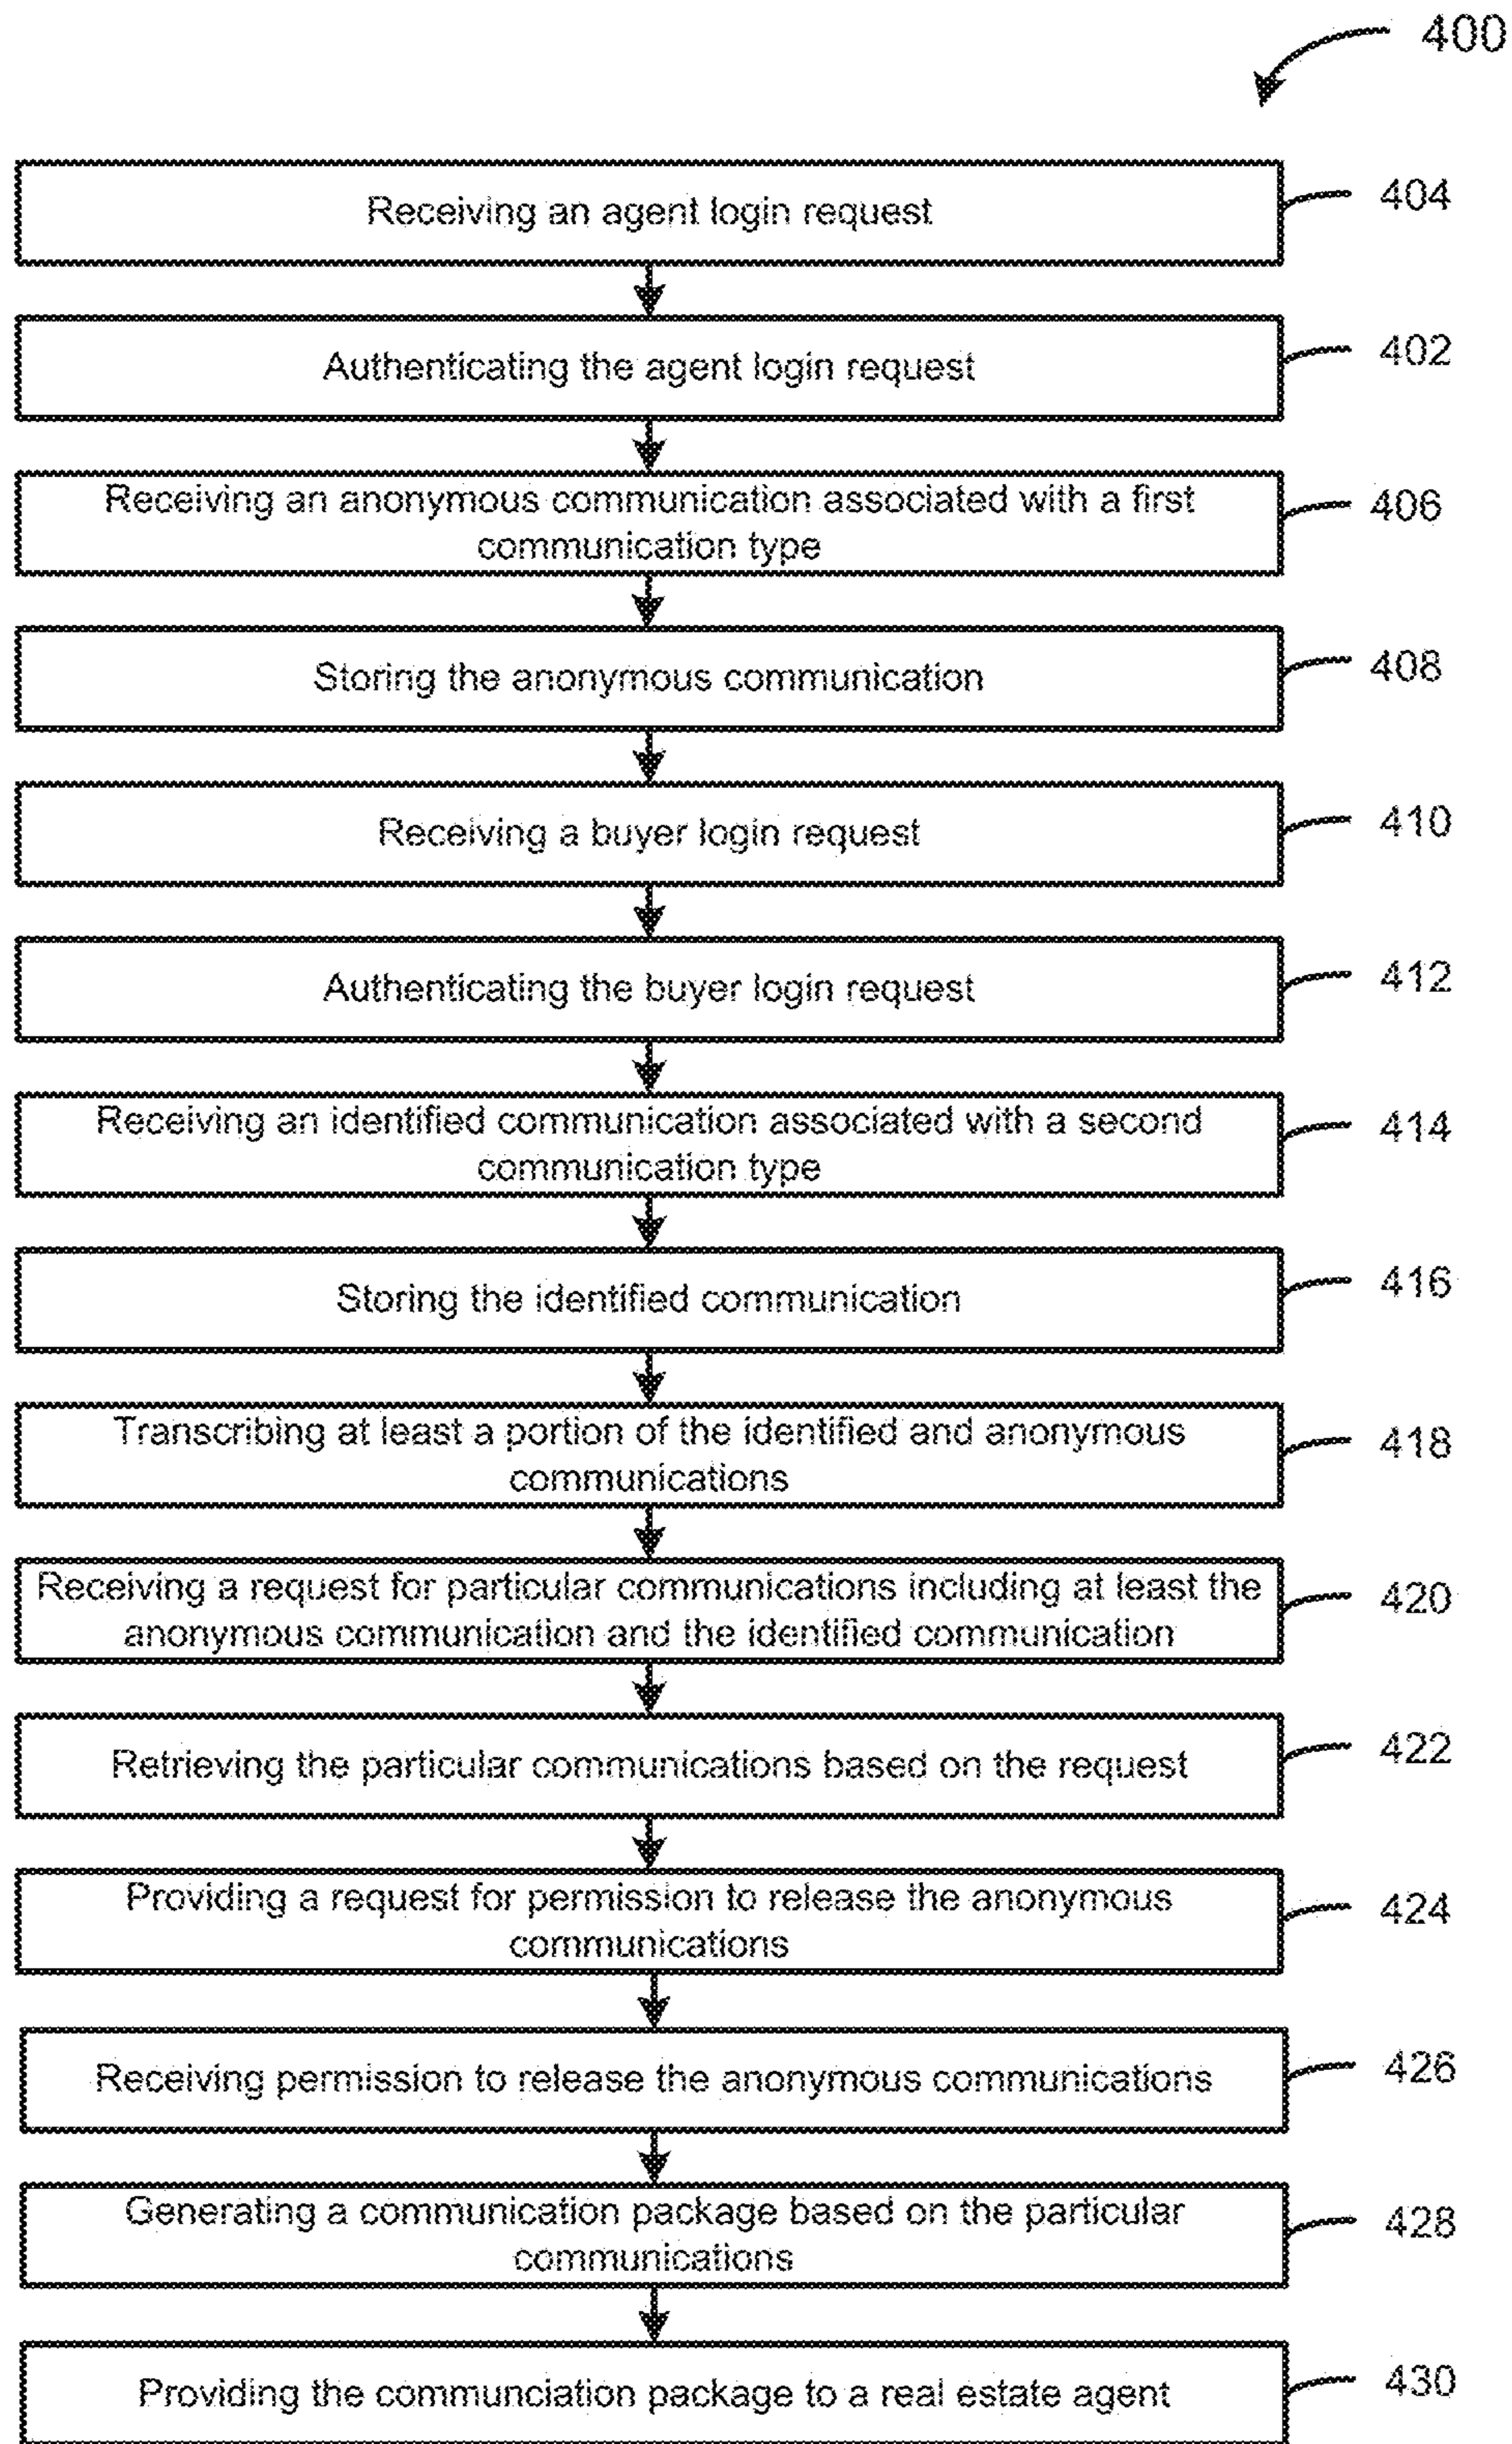 400
Receiving an agent login request
404
Authenticating the agent login request
402
Receiving an anonymous communication associated with a first
communication type
406
Storing the anonymous communication
408
Receiving a buyer login request
410
Authenticating the buyer login request
412
Receiving an identified communication associated with a second
communication type
414
Storing the identified communication
416
Transcribing at least a portion of the identified and anonymous
communications
418
Receiving a request for particular communications including at least the
anonymous communication and the identified communication
420
Retrieving the particular communications based on the request
422
Providing a request for permission to release the anonymous
communications
424
Receiving permission to release the anonymous communications
426
Generating a communication package based on the particular
communications
428
Providing the communciation package to a real estate agent
430